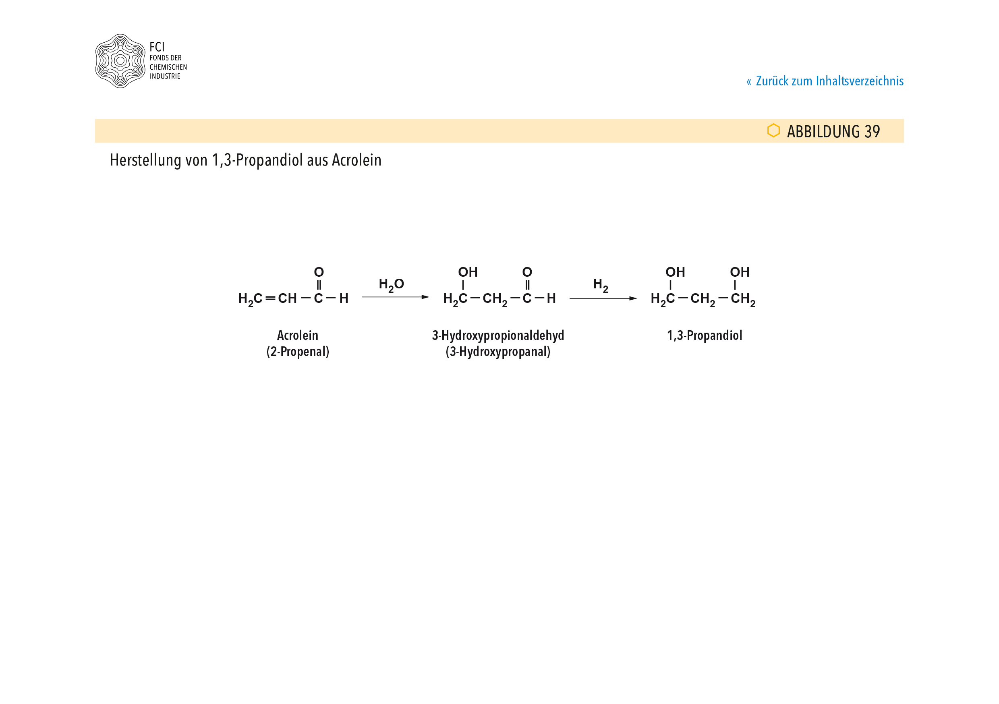 FCI
FONDS DER
CHEMISCHEN
INDUSTRIE
« Zurück zum Inhaltsverzeichnis
ABBILDUNG 39
Herstellung von 1,3-Propandiol aus Acrolein
O OH O OH OH
H₂O H₂
H₂C=CH–C–H H₂C–CH₂–C–H H₂C–CH₂–CH₂
Acrolein 3-Hydroxypropionaldehyd 1,3-Propandiol
(2-Propenal) (3-Hydroxypropanal)